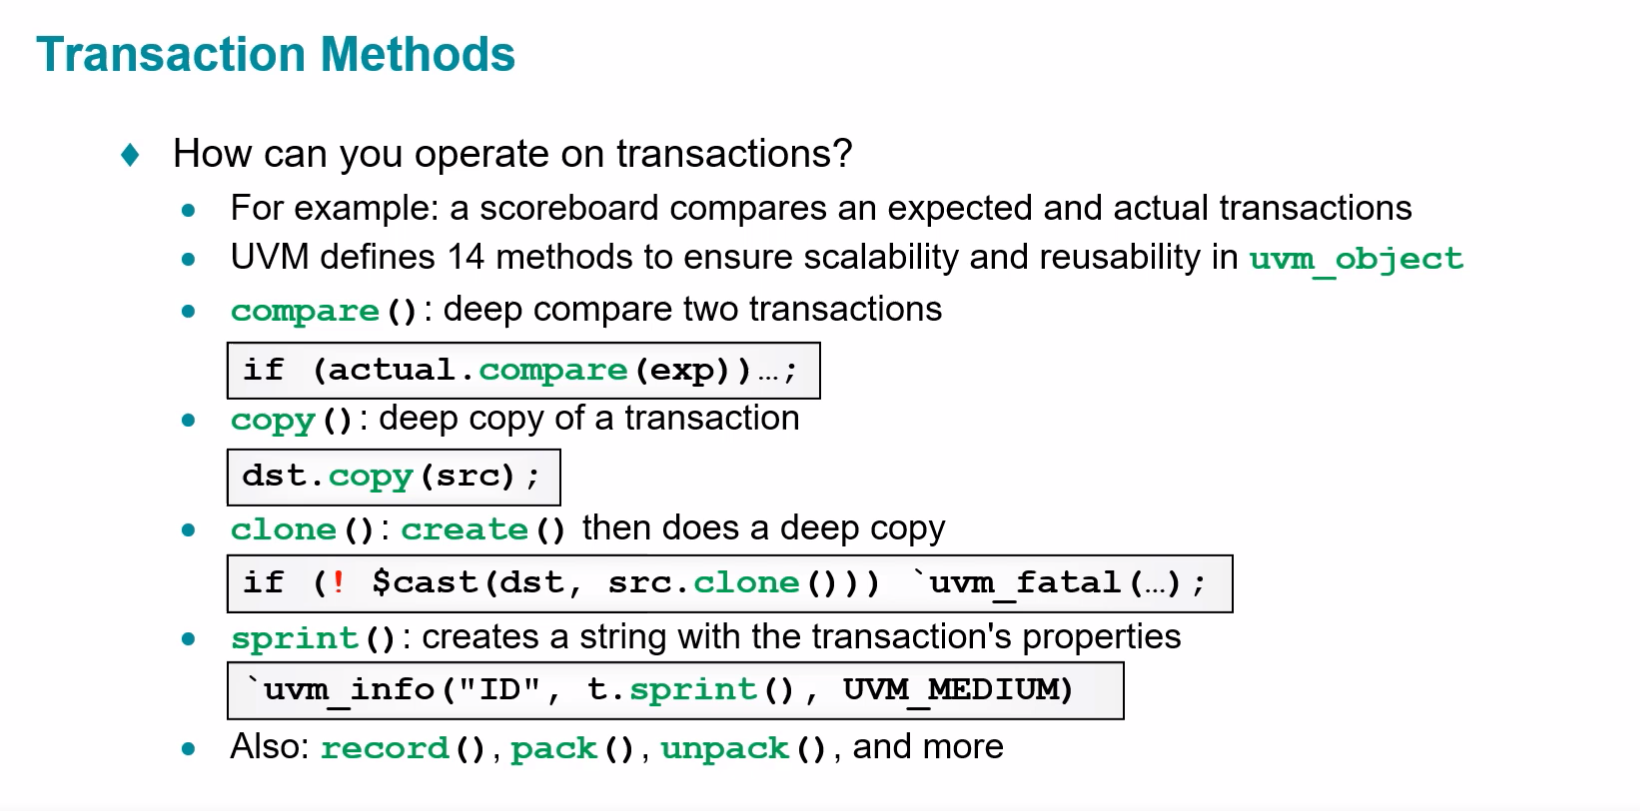 Transaction Methods
♦ How can you operate on transactions?
• For example: a scoreboard compares an expected and actual transactions
• UVM defines 14 methods to ensure scalability and reusability in uvm_object
• compare(): deep compare two transactions
if (actual.compare(exp))…;
• copy(): deep copy of a transaction
dst.copy(src);
• clone(): create() then does a deep copy
if (! $cast(dst, src.clone())) `uvm_fatal(…);
• sprint(): creates a string with the transaction's properties
`uvm_info("ID", t.sprint(), UVM_MEDIUM)
• Also: record(), pack(), unpack(), and more